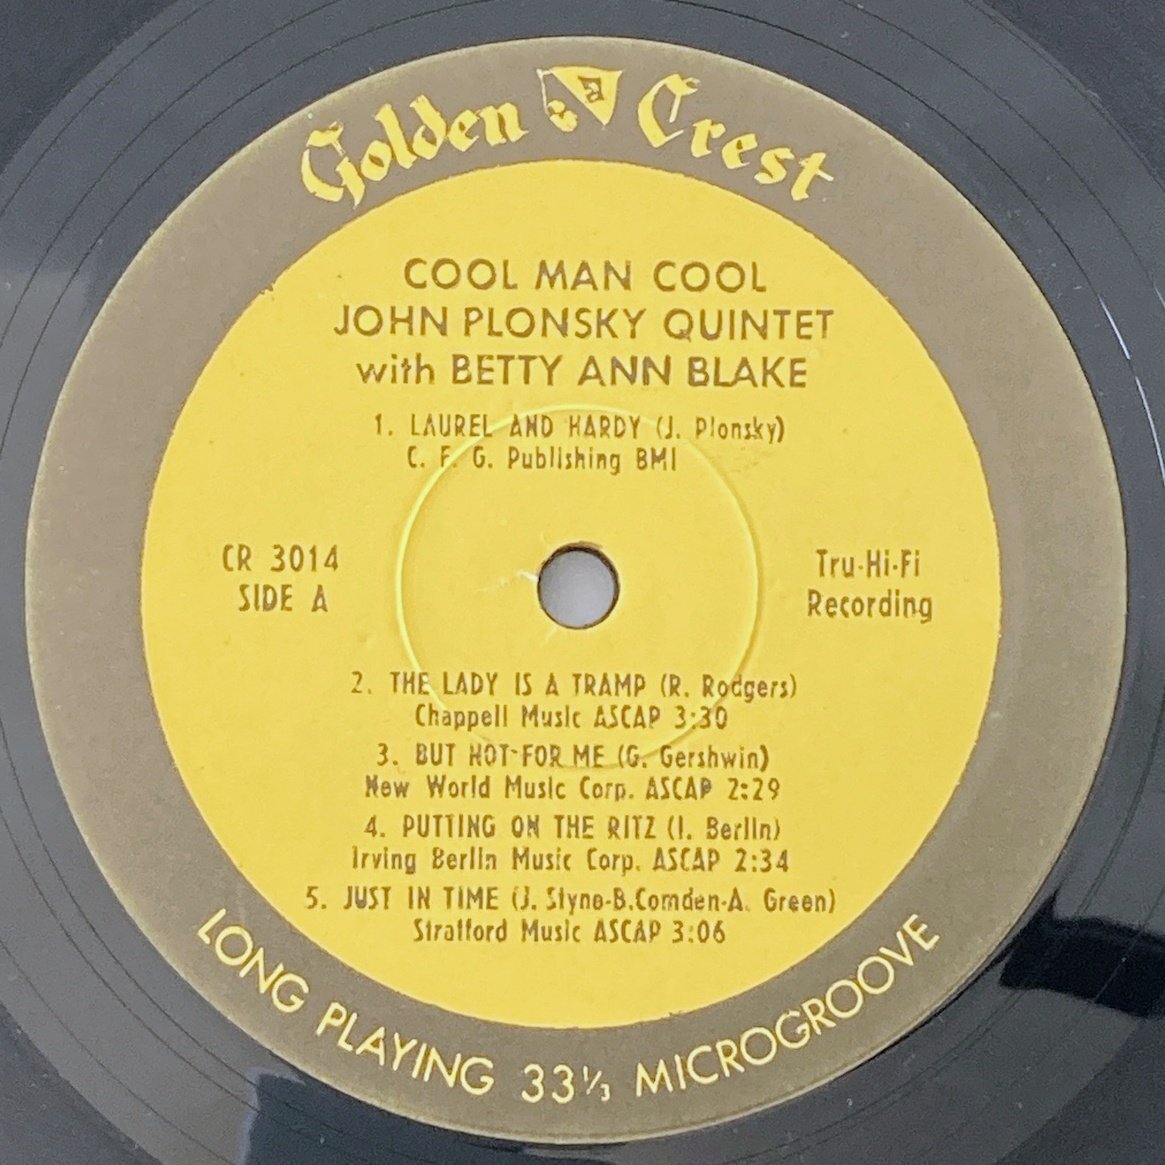 Golden Crest
COOL MAN COOL
JOHN PLONSKY QUINTET
with BETTY ANN BLAKE
1. LAUREL AND HARDY (J. Plonsky)
C. F. G. Publishing BMI
CR 3014
SIDE A
Tru-Hi-Fi
Recording
2. THE LADY IS A TRAMP (R. Rodgers)
Chappell Music ASCAP 3:30
3. BUT NOT FOR ME (G. Gershwin)
New World Music Corp. ASCAP 2:29
4. PUTTING ON THE RITZ (I. Berlin)
Irving Berlin Music Corp. ASCAP 2:34
5. JUST IN TIME (J. Styne-B.Comden-A. Green)
Stratford Music ASCAP 3:06
LONG PLAYING 33⅓ MICROGROOVE